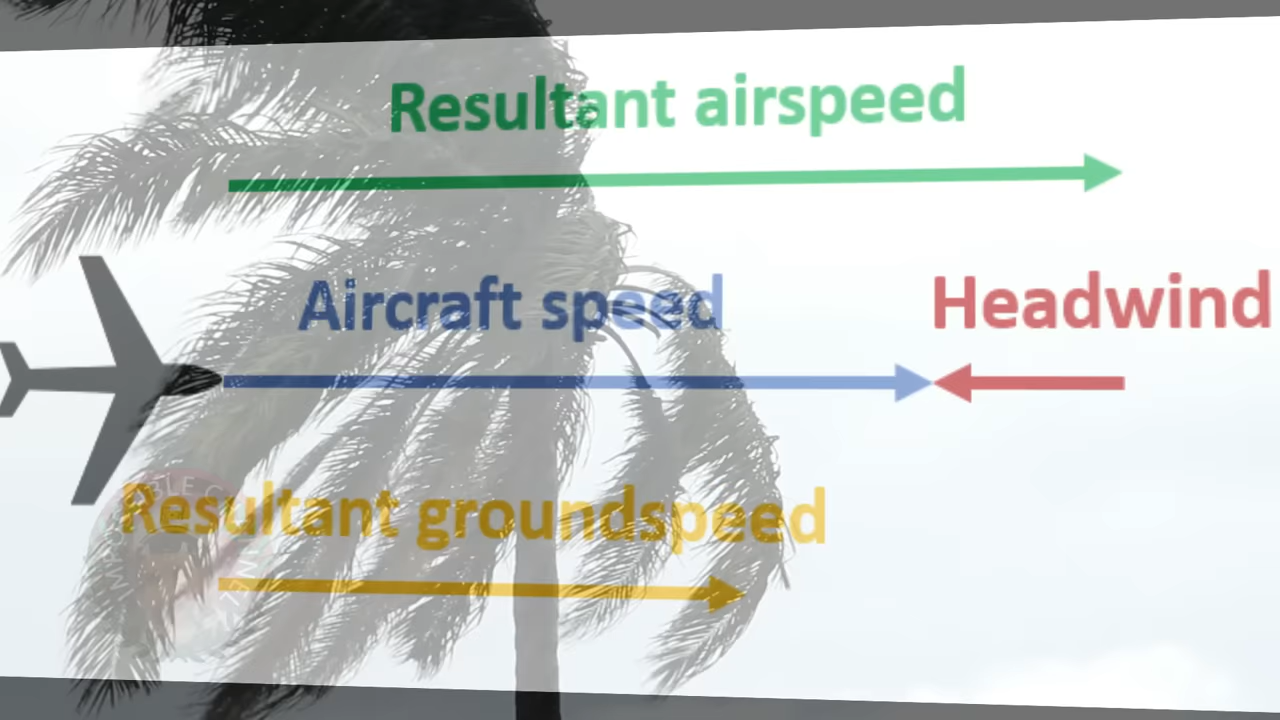 Resultant airspeed
Aircraft speed
Headwind
Resultant groundspeed